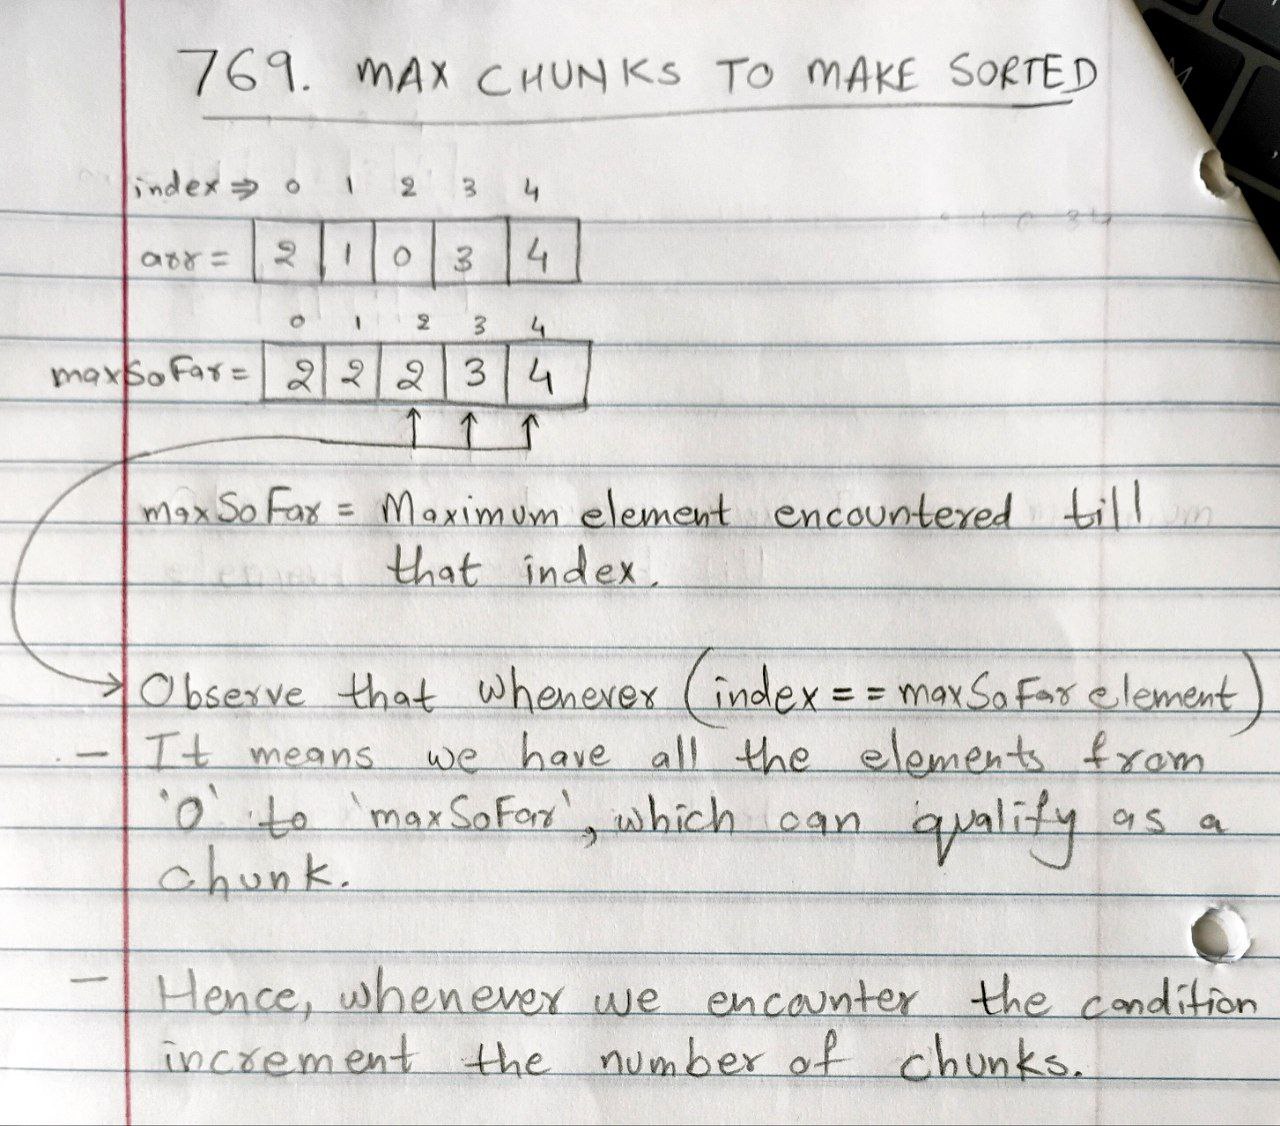 769. MAX CHUNKS TO MAKE SORTED
index ⇒ 0 1 2 3 4
arr = 2 1 0 3 4
0 1 2 3 4
maxSoFar = 2 2 2 3 4
maxSoFar = Maximum element encountered till
that index.
Observe that whenever (index == maxSoFar element)
- It means we have all the elements from
'0' to 'maxSoFar', which can qualify as a
chunk.
- Hence, whenever we encounter the condition
increment the number of chunks.